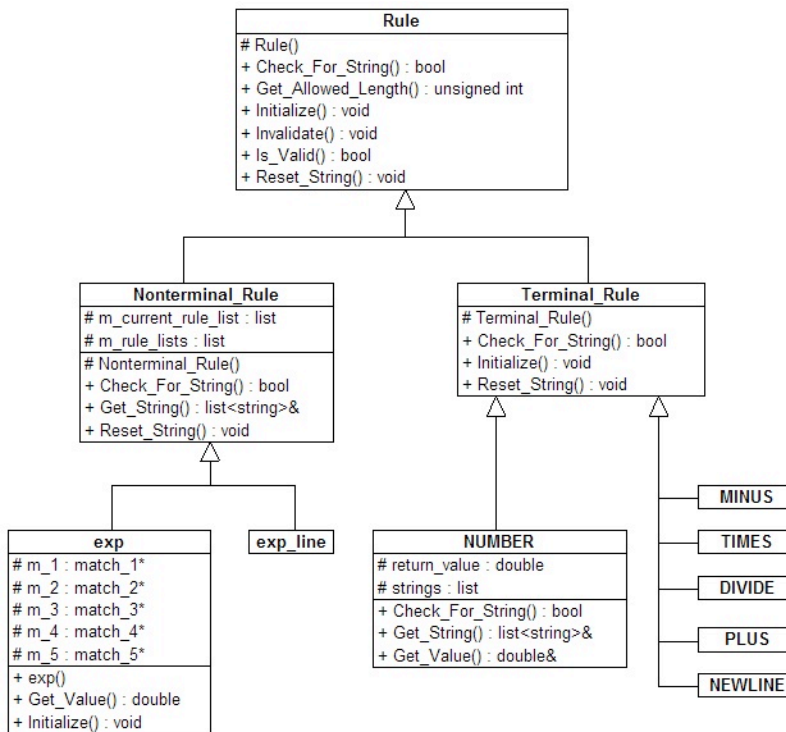 Rule
# Rule()
+ Check_For_String() : bool
+ Get_Allowed_Length() : unsigned int
+ Initialize() : void
+ Invalidate() : void
+ Is_Valid() : bool
+ Reset_String() : void
Nonterminal_Rule
# m_current_rule_list : list
# m_rule_lists : list
# Nonterminal_Rule()
+ Check_For_String() : bool
+ Get_String() : list<string>&
+ Reset_String() : void
Terminal_Rule
# Terminal_Rule()
+ Check_For_String() : bool
+ Initialize() : void
+ Reset_String() : void
exp
# m_1 : match_1*
# m_2 : match_2*
# m_3 : match_3*
# m_4 : match_4*
# m_5 : match_5*
+ exp()
+ Get_Value() : double
+ Initialize() : void
exp_line
NUMBER
# return_value : double
# strings : list
+ Check_For_String() : bool
+ Get_String() : list<string>&
+ Get_Value() : double&
MINUS
TIMES
DIVIDE
PLUS
NEWLINE